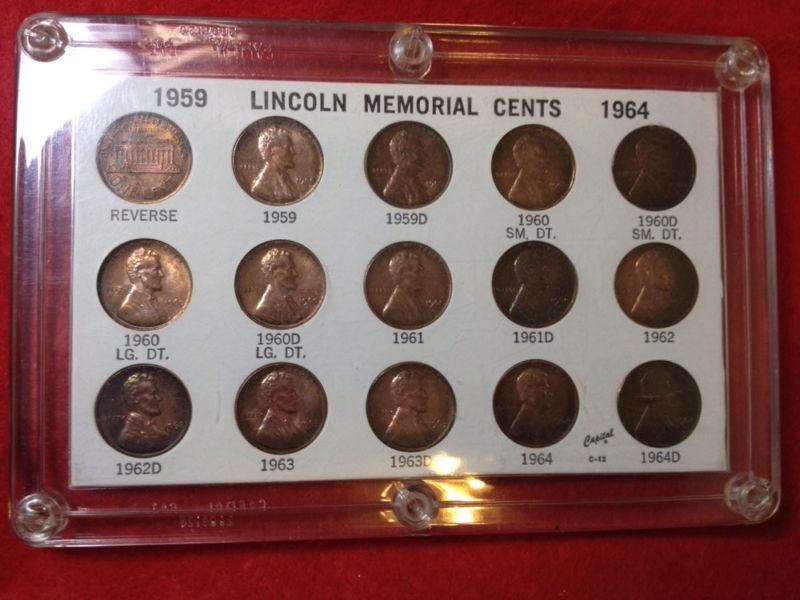 1959 LINCOLN MEMORIAL CENTS 1964
REVERSE 1959 1959D 1960 1960D
SM. DT. SM. DT.
1960 1960D 1961 1961D 1962
LG. DT. LG. DT.
1962D 1963 1963D 1964 1964D
Capital
C-12